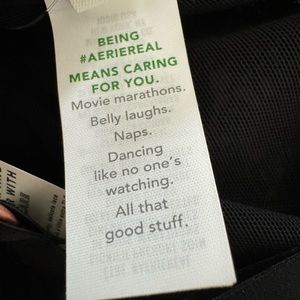 BEING
#AERIEREAL
MEANS CARING
FOR YOU.
Movie marathons.
Belly laughs.
Naps.
Dancing
like no one's
watching.
All that
good stuff.